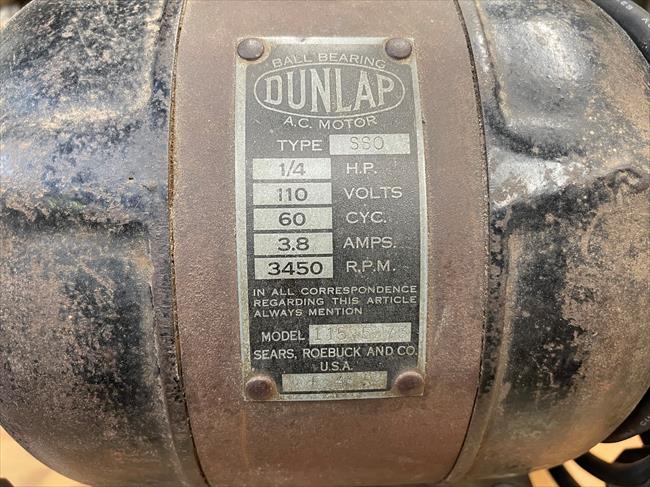 BALL BEARING
DUNLAP
A.C. MOTOR
TYPE SSO
1/4 H.P.
110 VOLTS
60 CYC.
3.8 AMPS.
3450 R.P.M.
IN ALL CORRESPONDENCE
REGARDING THIS ARTICLE
ALWAYS MENTION
MODEL
SEARS, ROEBUCK AND CO.
U.S.A.